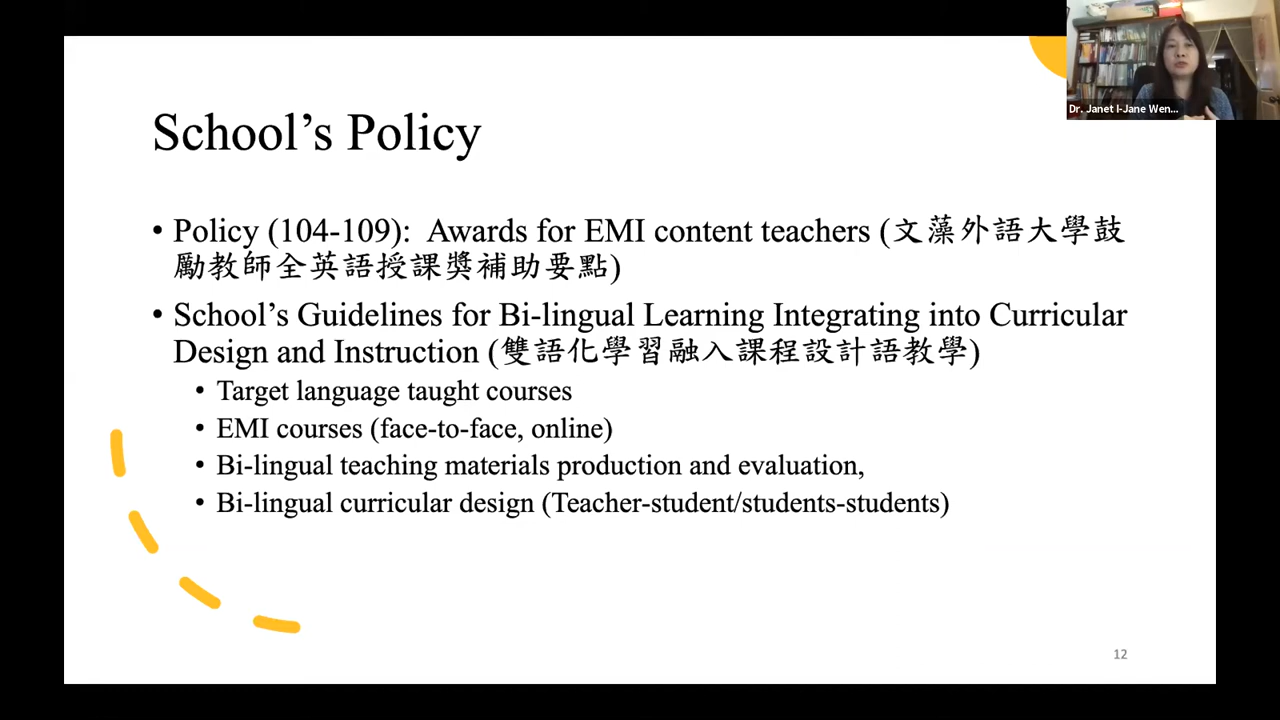 Dr. Janet I-Jane Wen...
School’s Policy
• Policy (104-109):  Awards for EMI content teachers (文藻外語大學鼓
勵教師全英語授課獎補助要點)
• School’s Guidelines for Bi-lingual Learning Integrating into Curricular
Design and Instruction (雙語化學習融入課程設計語教學)
• Target language taught courses
• EMI courses (face-to-face, online)
• Bi-lingual teaching materials production and evaluation,
• Bi-lingual curricular design (Teacher-student/students-students)
12